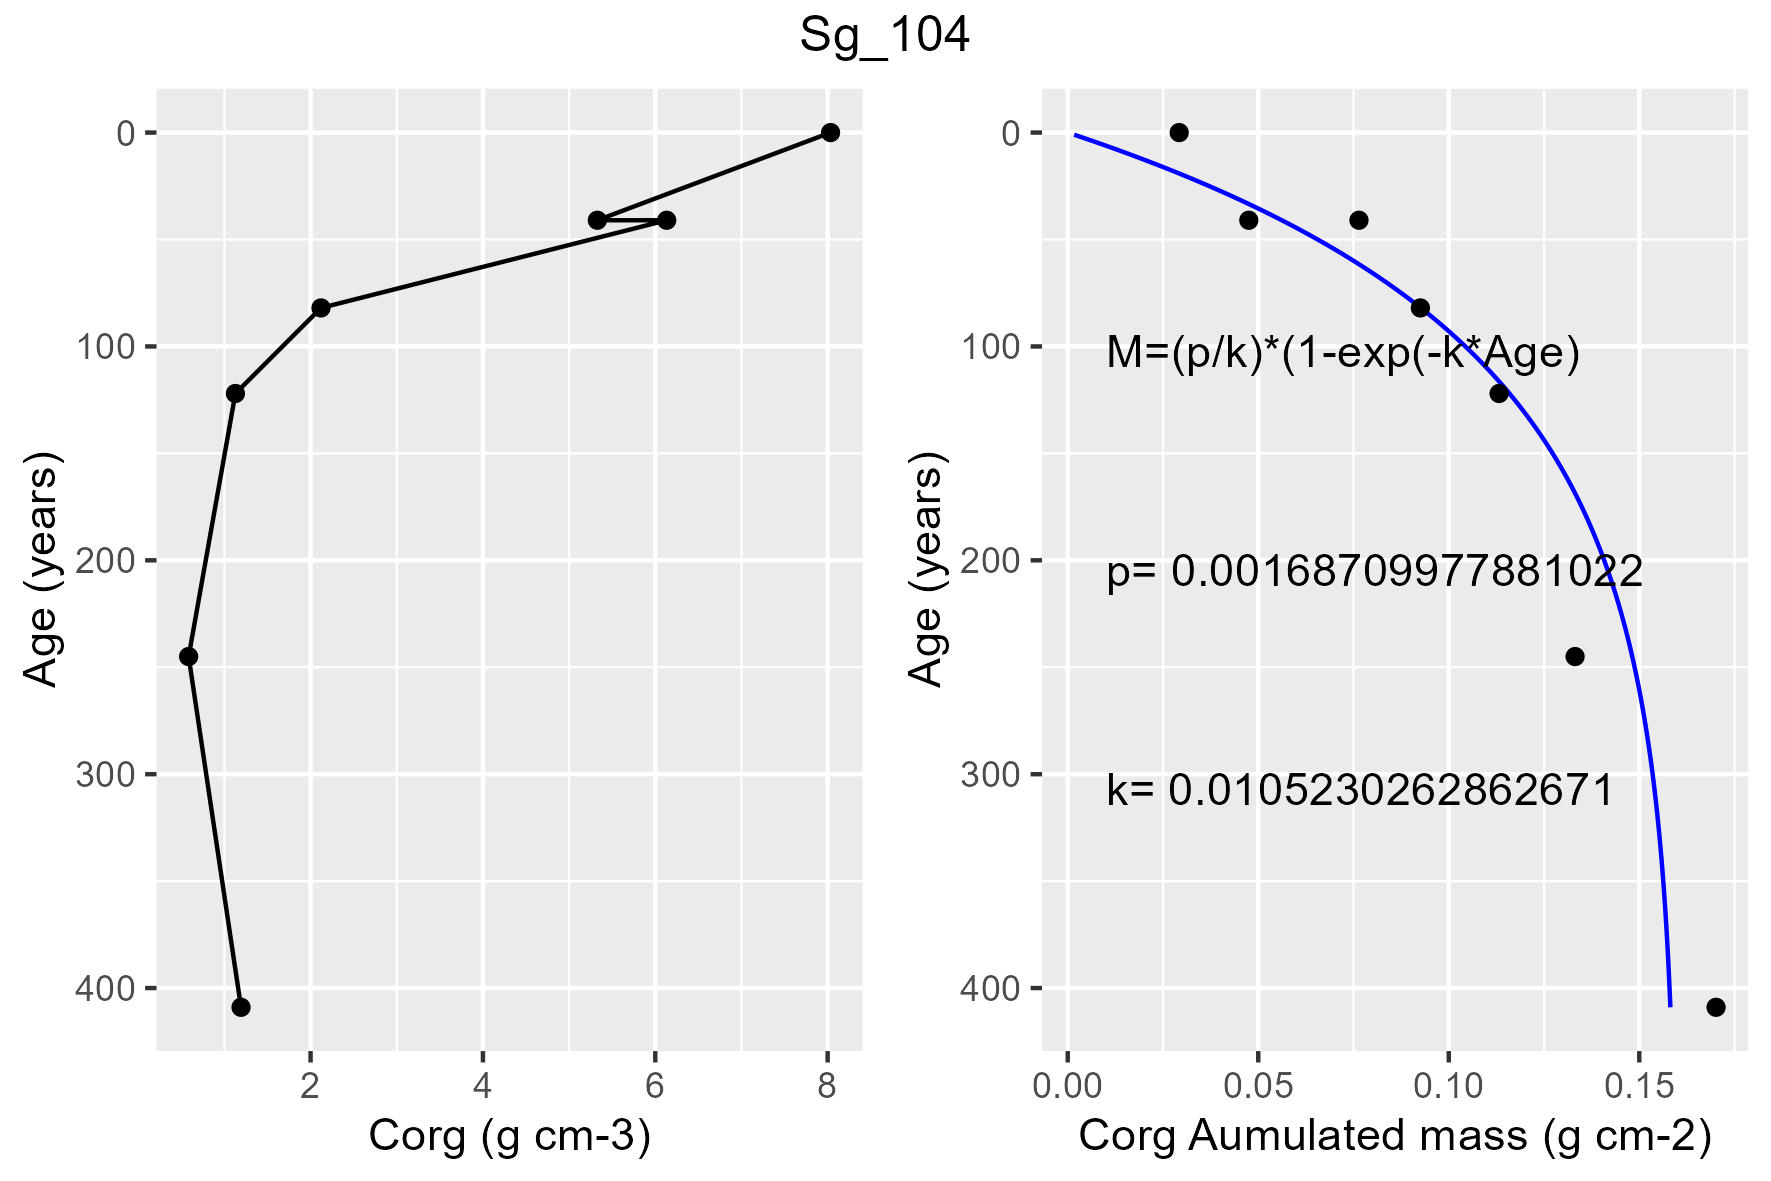 Sg_104
0
100
200
300
400
Age (years)
2 4 6 8
Corg (g cm-3)
0
100
200
300
400
Age (years)
M=(p/k)*(1-exp(-k*Age)
p= 0.00168709977881022
k= 0.0105230262862671
0.00 0.05 0.10 0.15
Corg Aumulated mass (g cm-2)